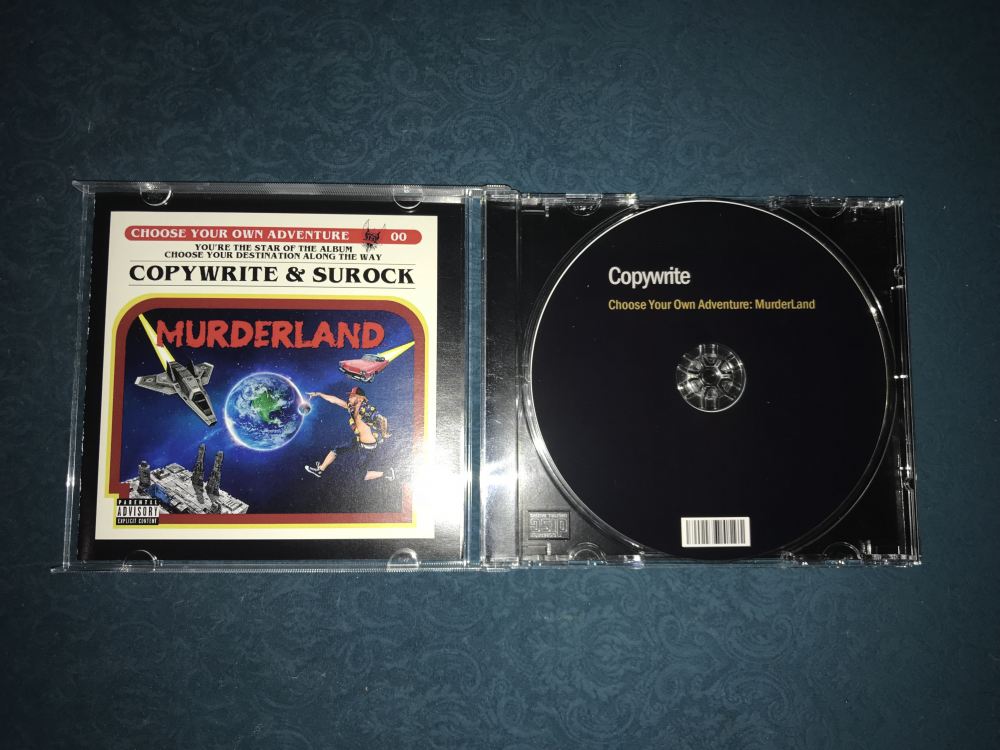 CHOOSE YOUR OWN ADVENTURE 00
YOU'RE THE STAR OF THE ALBUM
CHOOSE YOUR DESTINATION ALONG THE WAY
COPYWRITE & SUROCK
MURDERLAND
PARENTAL
ADVISORY
EXPLICIT CONTENT
Copywrite
Choose Your Own Adventure: MurderLand